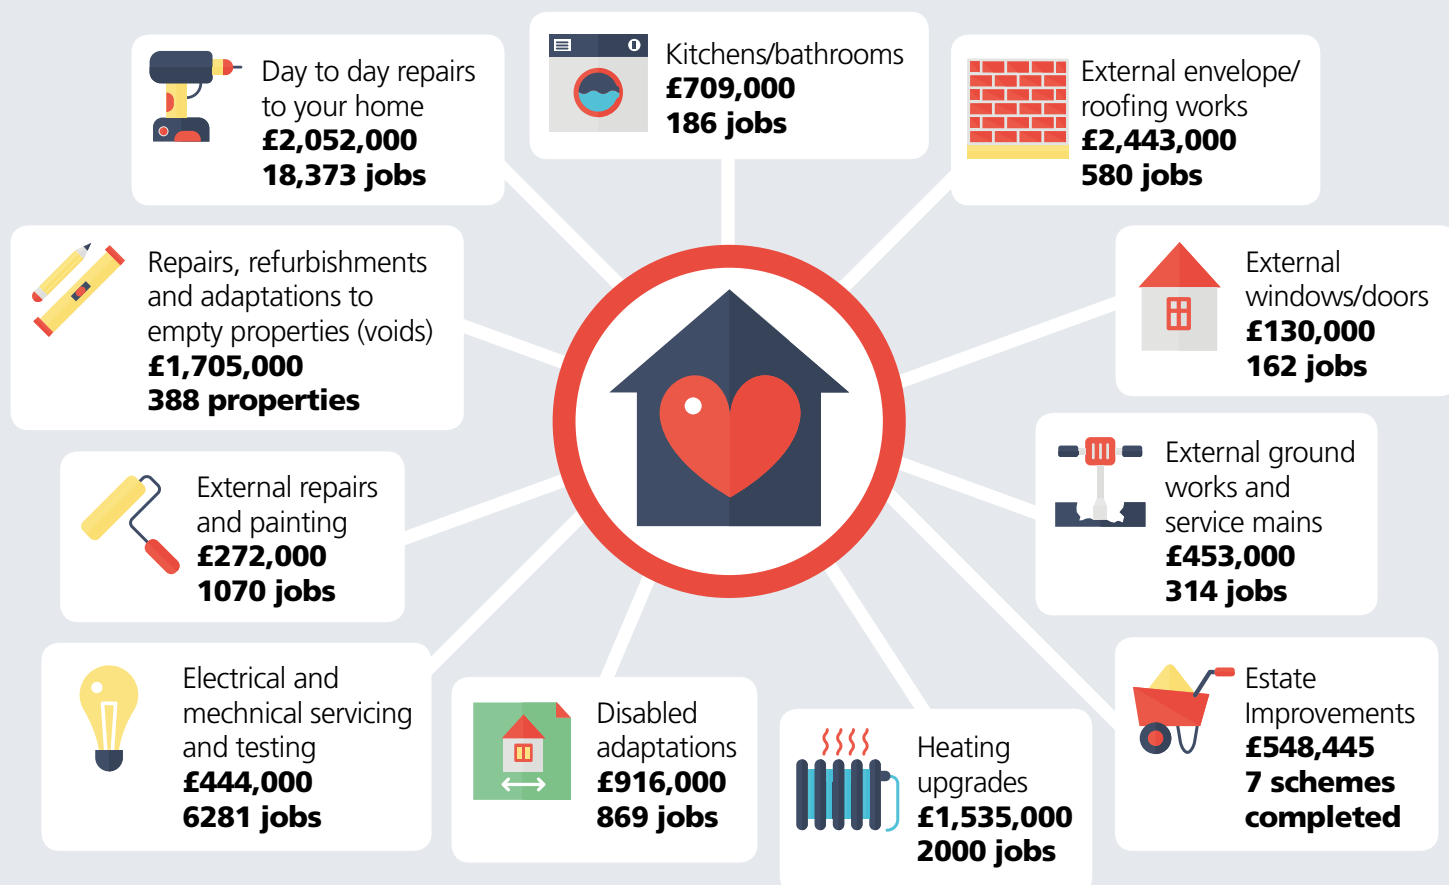 Day to day repairs
to your home
£2,052,000
18,373 jobs
Kitchens/bathrooms
£709,000
186 jobs
External envelope/
roofing works
£2,443,000
580 jobs
Repairs, refurbishments
and adaptations to
empty properties (voids)
£1,705,000
388 properties
External
windows/doors
£130,000
162 jobs
External repairs
and painting
£272,000
1070 jobs
External ground
works and
service mains
£453,000
314 jobs
Electrical and
mechnical servicing
and testing
£444,000
6281 jobs
Disabled
adaptations
£916,000
869 jobs
Heating
upgrades
£1,535,000
2000 jobs
Estate
Improvements
£548,445
7 schemes
completed